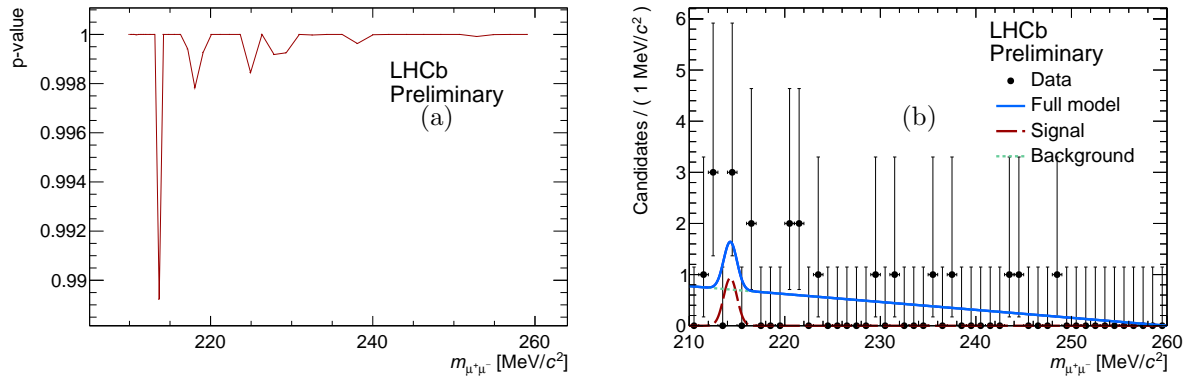 p-value
1
0.998
0.996
0.994
0.992
0.99
220
240
260
m_{μ⁺μ⁻} [MeV/c²]
LHCb
Preliminary
(a)
Candidates / ( 1 MeV/c²)
6
5
4
3
2
1
0
210
220
230
240
250
260
m_{μ⁺μ⁻} [MeV/c²]
LHCb
Preliminary
Data
Full model
Signal
Background
(b)